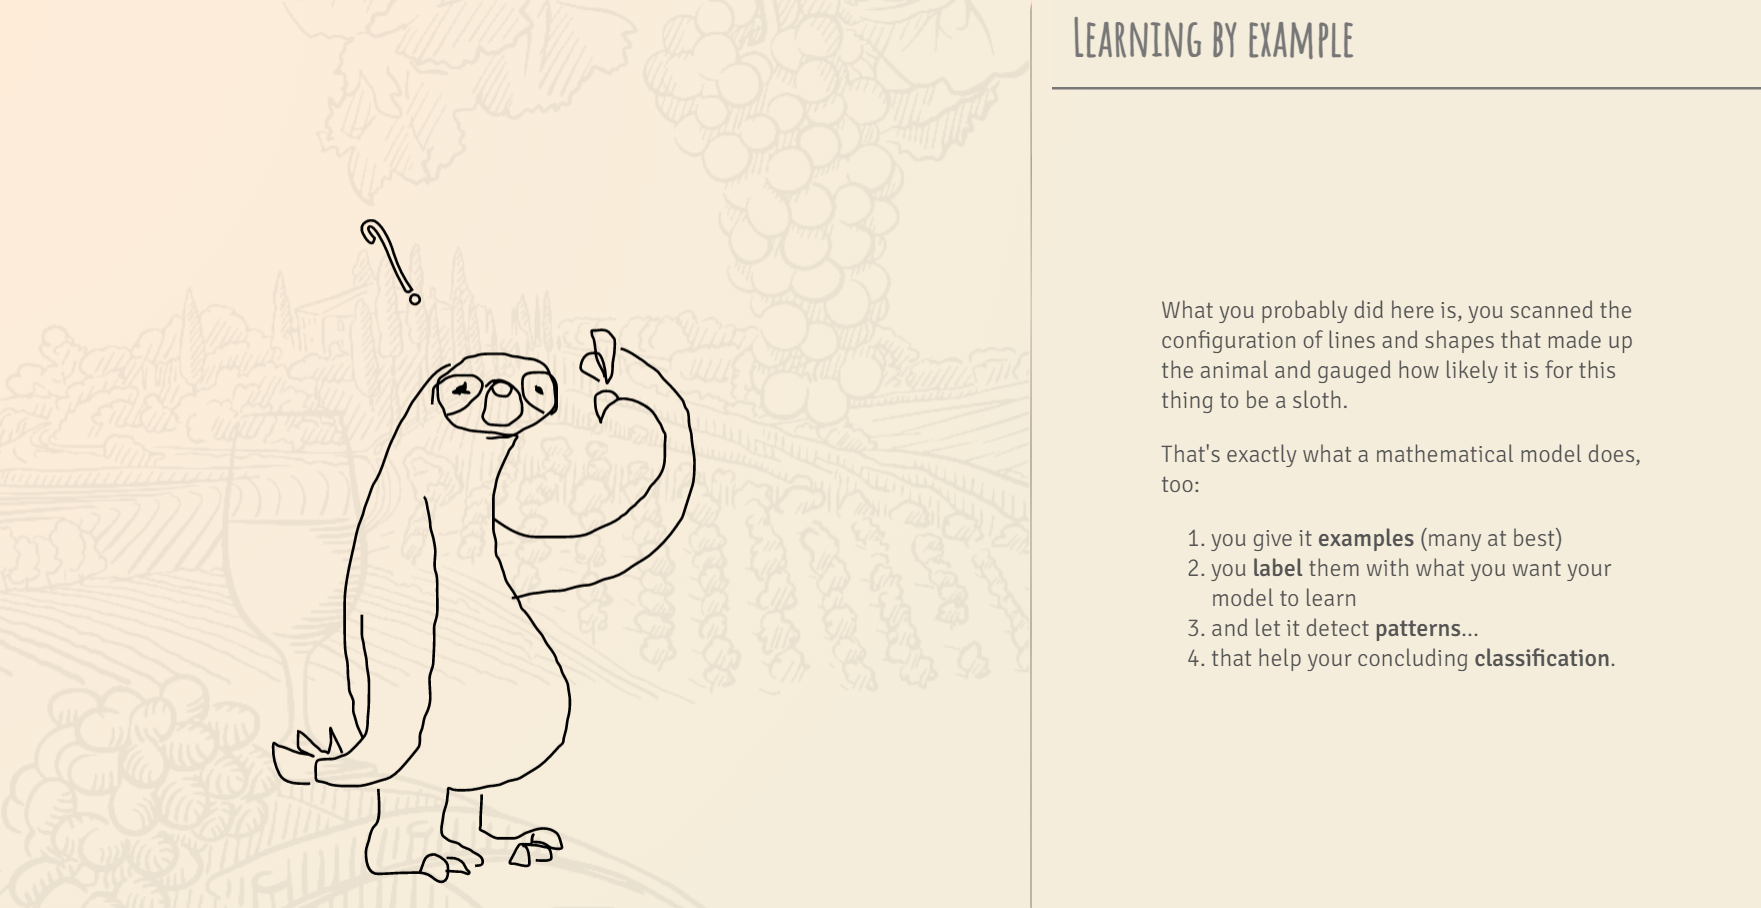 Learning by example
What you probably did here is, you scanned the
configuration of lines and shapes that made up
the animal and gauged how likely it is for this
thing to be a sloth.
That's exactly what a mathematical model does,
too:
1. you give it examples (many at best)
2. you label them with what you want your
model to learn
3. and let it detect patterns...
4. that help your concluding classification.